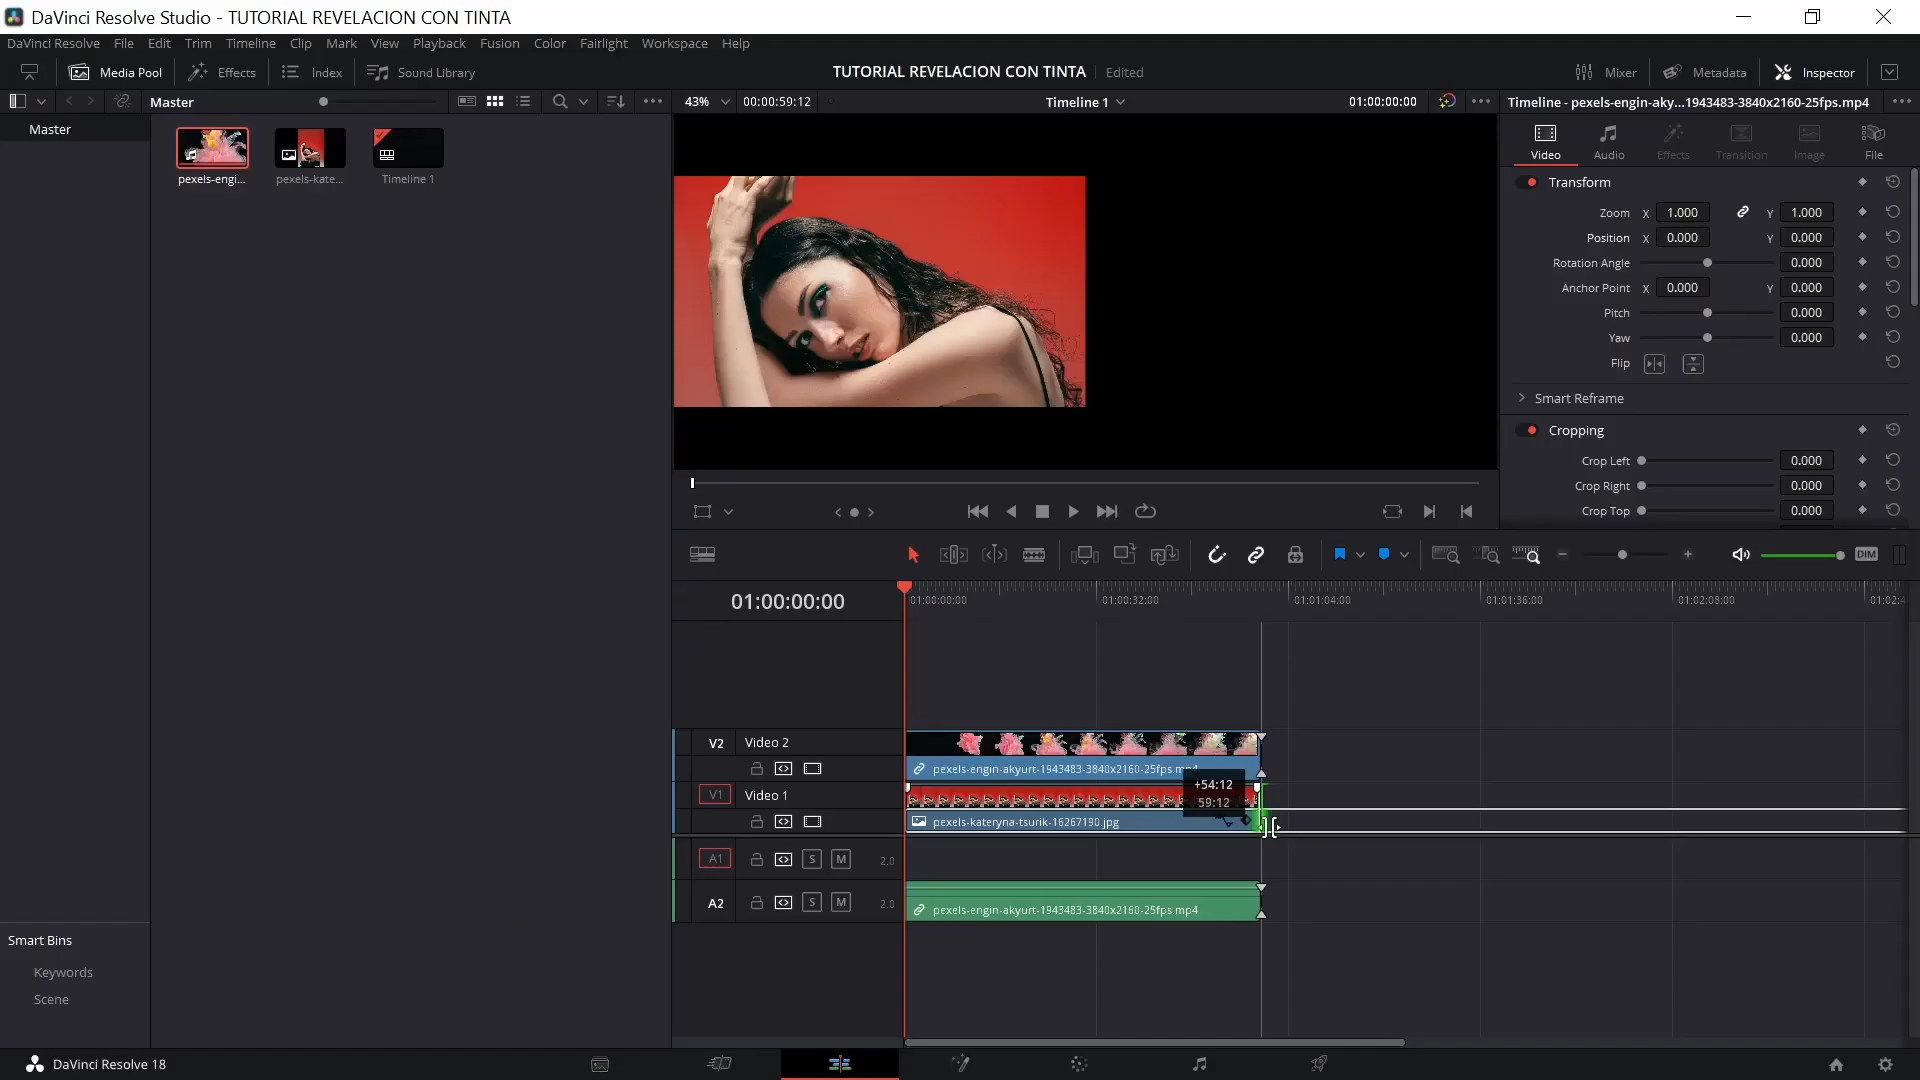 DaVinci Resolve Studio - TUTORIAL REVELACION CON TINTA
DaVinci Resolve File Edit Trim Timeline Clip Mark View Playback Fusion Color Fairlight Workspace Help
Media Pool Effects Index Sound Library
TUTORIAL REVELACION CON TINTA Edited
Mixer Metadata Inspector
Master
43% 00:00:59:12
Timeline 1
01:00:00:00
Timeline - pexels-engin-aky...1943483-3840x2160-25fps.mp4
Master
pexels-engi...
pexels-kate...
Timeline 1
Video Audio Effects Transition Image File
Transform
Zoom X 1.000 Y 1.000
Position X 0.000 Y 0.000
Rotation Angle 0.000
Anchor Point X 0.000 Y 0.000
Pitch 0.000
Yaw 0.000
Flip
Smart Reframe
Cropping
Crop Left 0.000
Crop Right 0.000
Crop Top 0.000
DIM
01:00:00:00
01:00:00:00 01:00:32:00 01:01:04:00 01:01:36:00 01:02:08:00 01:02:4
V2 Video 2
pexels-engin-akyurt-1943483-3840x2160-25fps.mp4
+54:12
59:12
V1 Video 1
pexels-kateryna-tsurik-16267190.jpg
A1 S M 2.0
A2 S M 2.0
pexels-engin-akyurt-1943483-3840x2160-25fps.mp4
Smart Bins
Keywords
Scene
DaVinci Resolve 18